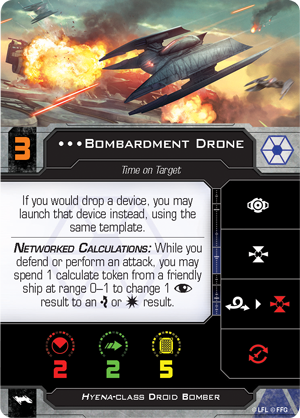 3
•••Bombardment Drone
Time on Target
If you would drop a device, you may
launch that device instead, using the
same template.
Networked Calculations: While you
defend or perform an attack, you may
spend 1 calculate token from a friendly
ship at range 0–1 to change 1
result to an or result.
2 2 5
Hyena-class Droid Bomber
©LFL ©FFG